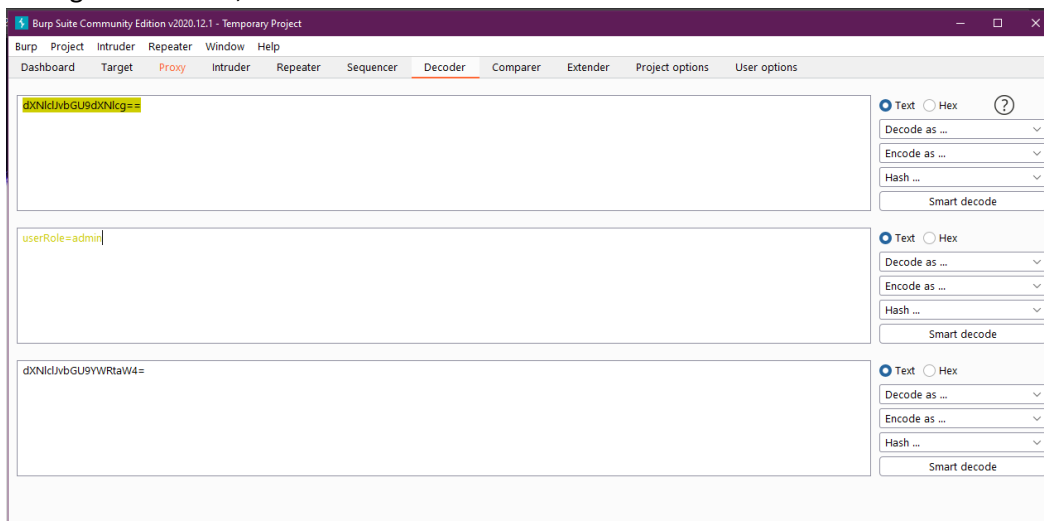 Burp Suite Community Edition v2020.12.1 - Temporary Project
Burp Project Intruder Repeater Window Help
Dashboard Target Proxy Intruder Repeater Sequencer Decoder Comparer Extender Project options User options
dXNlclJvbGU9dXNlcg==
Text Hex ?
Decode as ...
Encode as ...
Hash ...
Smart decode
userRole=admin
Text Hex
Decode as ...
Encode as ...
Hash ...
Smart decode
dXNlclJvbGU9YWRtaW4=
Text Hex
Decode as ...
Encode as ...
Hash ...
Smart decode